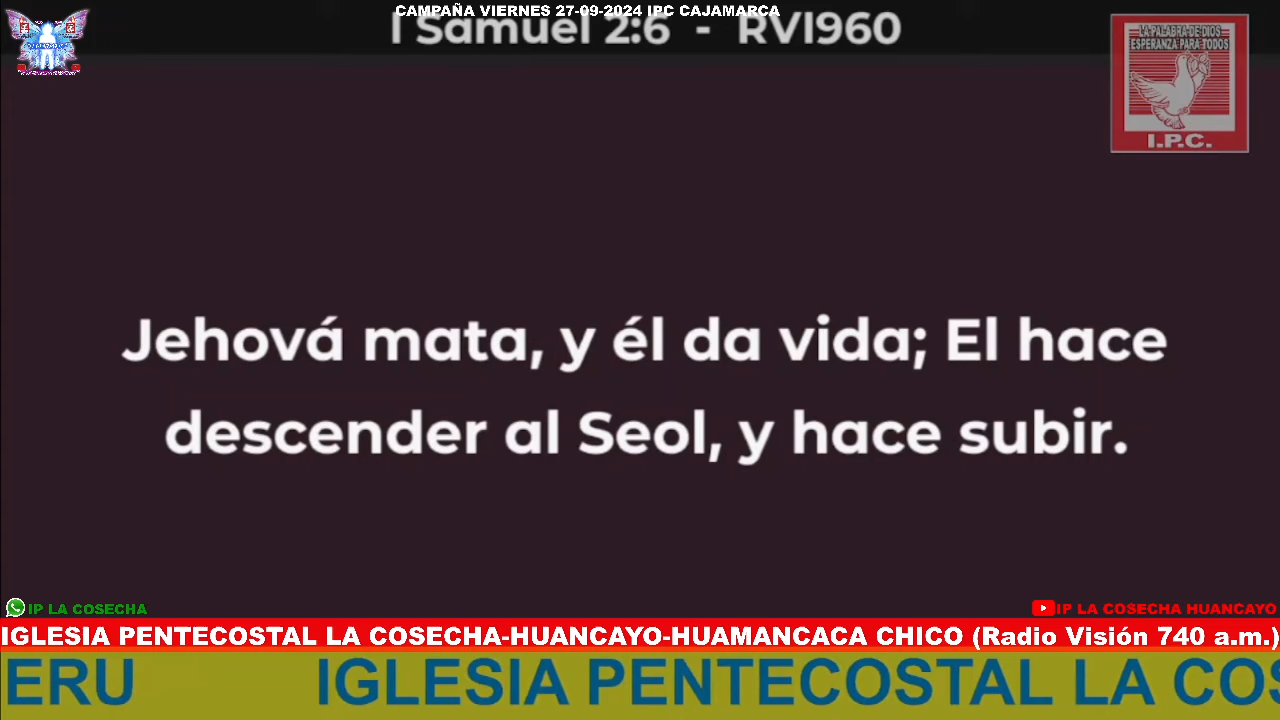 CAMPAÑA VIERNES 27-09-2024 IPC CAJAMARCA
I Samuel 2:6 - RVI960
LA PALABRA DE DIOS
ESPERANZA PARA TODOS
I.P.C.
Jehová mata, y él da vida; El hace
descender al Seol, y hace subir.
IP LA COSECHA
IP LA COSECHA HUANCAYO
IGLESIA PENTECOSTAL LA COSECHA-HUANCAYO-HUAMANCACA CHICO (Radio Visión 740 a.m.)
ERU IGLESIA PENTECOSTAL LA COS